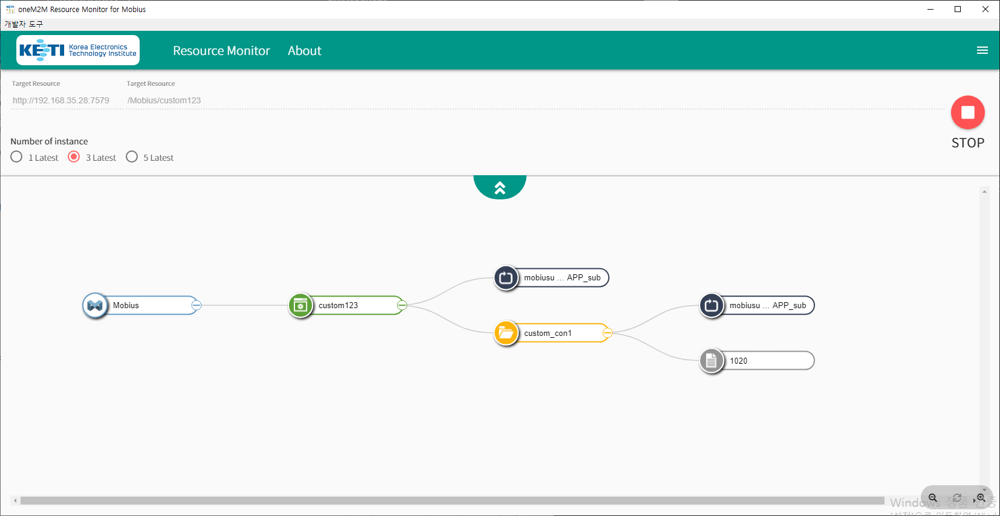 oneM2M Resource Monitor for Mobius
개발자 도구
KETI Korea Electronics Technology Institute
Resource Monitor About
Target Resource Target Resource
http://192.168.35.28:7579 /Mobius/custom123
STOP
Number of instance
1 Latest 3 Latest 5 Latest
mobiusu ... APP_sub
Mobius custom123 mobiusu ... APP_sub
custom_con1
1020
Windows 정품 인증